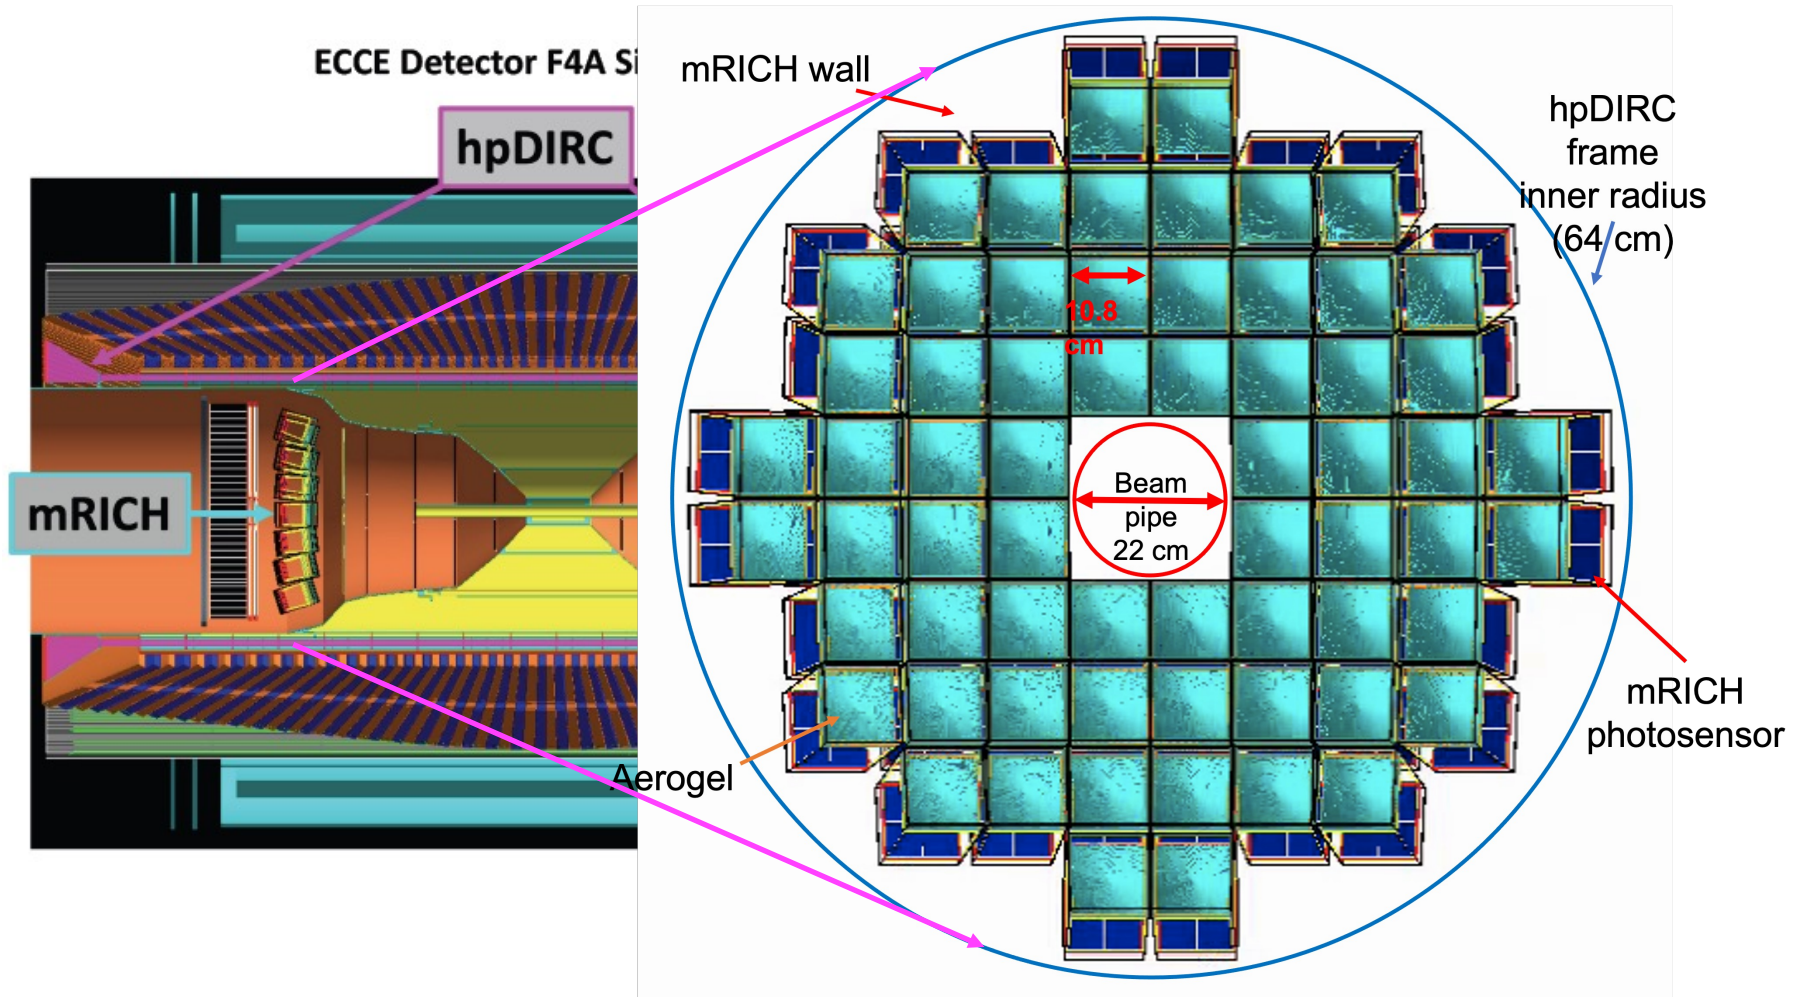 ECCE Detector F4A Si
mRICH wall
hpDIRC
hpDIRC
frame
inner radius
(64 cm)
10.8
cm
mRICH
Beam
pipe
22 cm
Aerogel
mRICH
photosensor